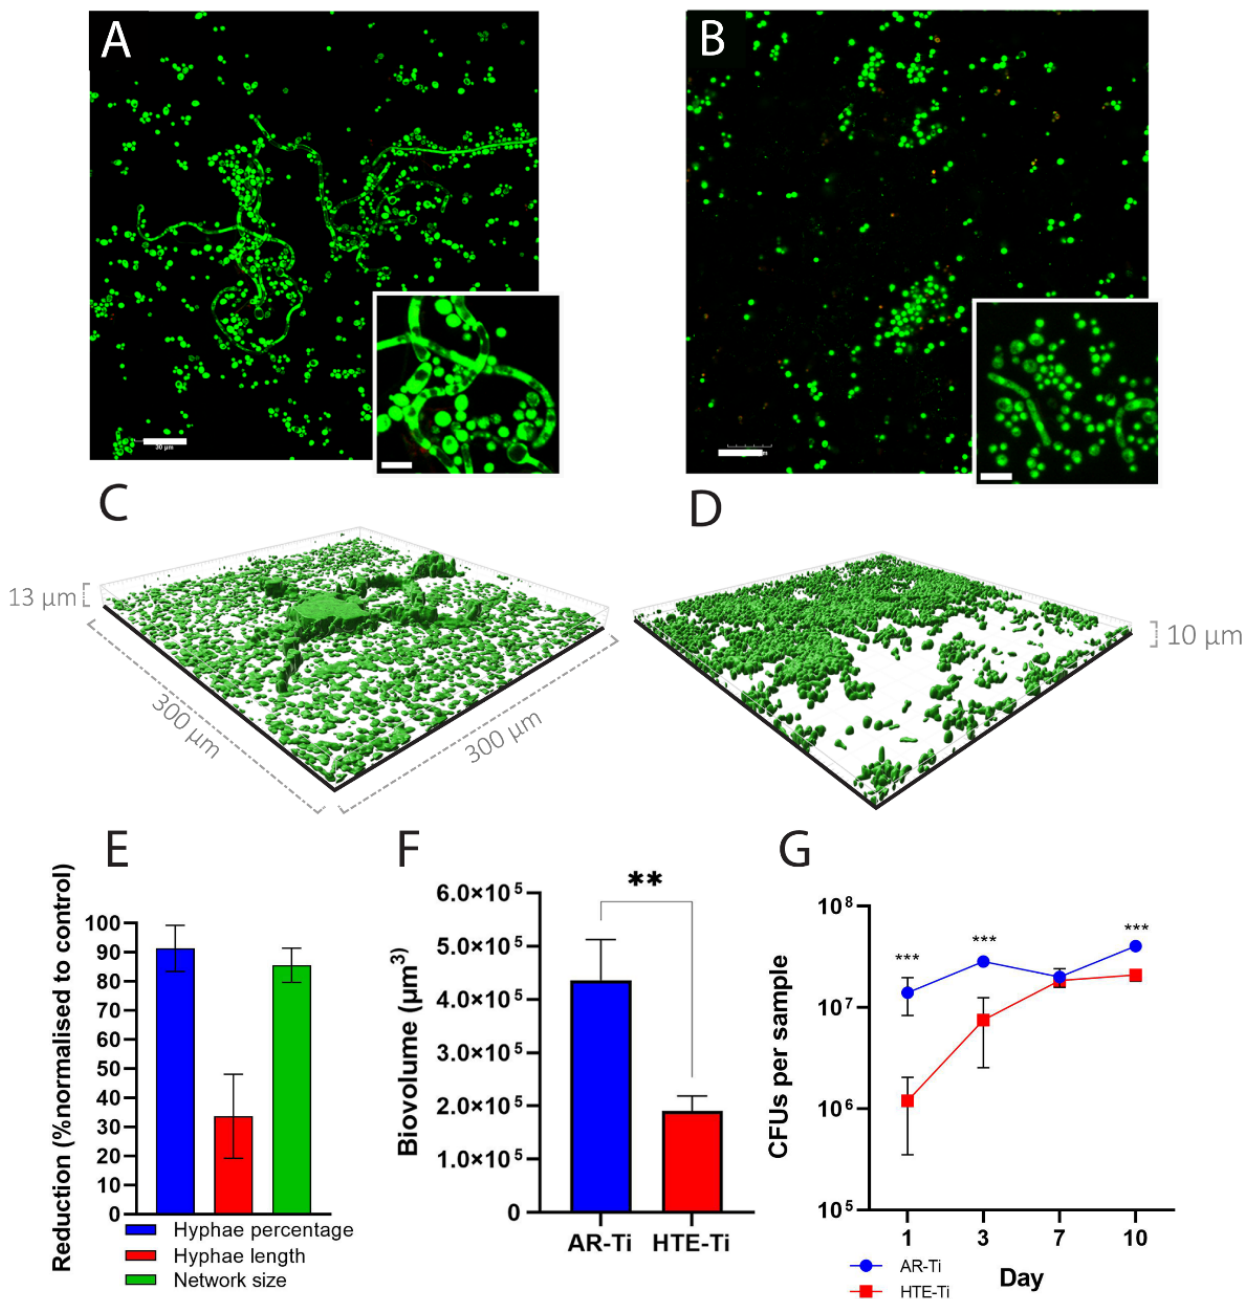 A
B
30 µm
C
D
13 µm
10 µm
300 µm
300 µm
E
F
G
Reduction (%normalised to control)
100
90
80
70
60
50
40
30
20
10
0
Hyphae percentage
Hyphae length
Network size
Biovolume (µm³)
6.0×10⁵
5.0×10⁵
4.0×10⁵
3.0×10⁵
2.0×10⁵
1.0×10⁵
0
**
AR-Ti HTE-Ti
CFUs per sample
10⁸
10⁷
10⁶
10⁵
***
***
***
1 3 7 10
Day
AR-Ti
HTE-Ti